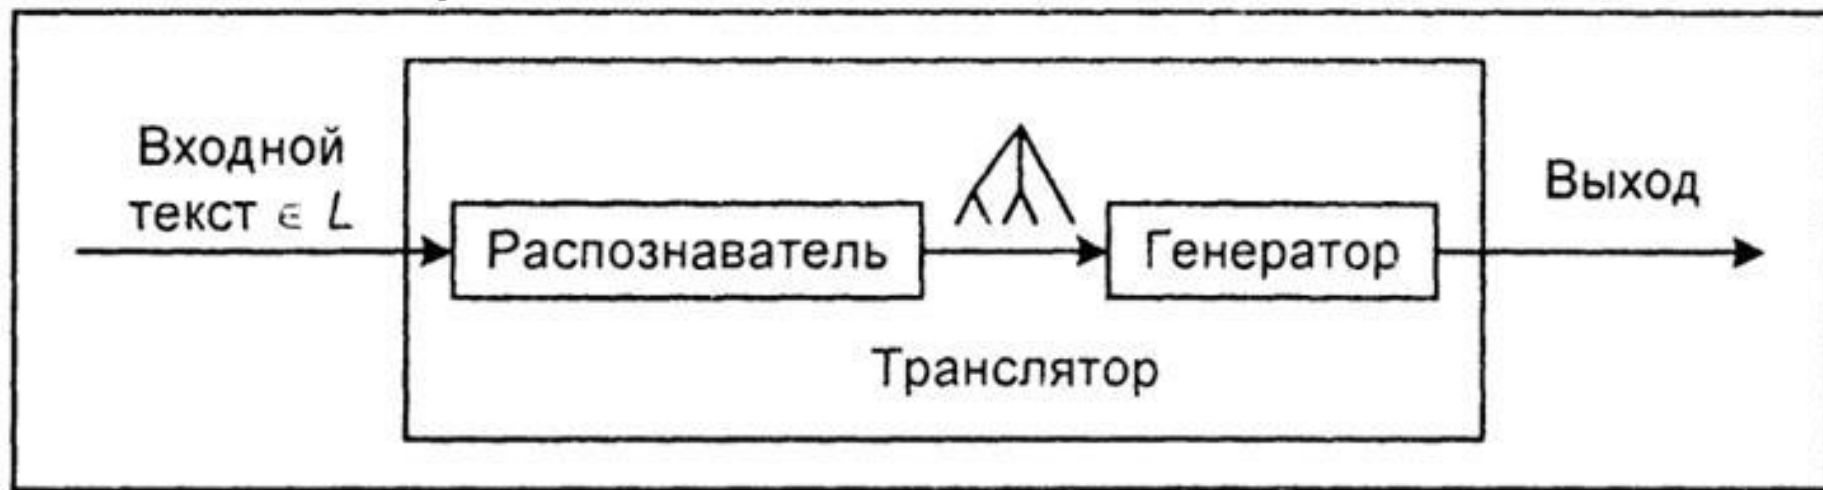 Входной
текст ∈ L
Распознаватель
Генератор
Выход
Транслятор